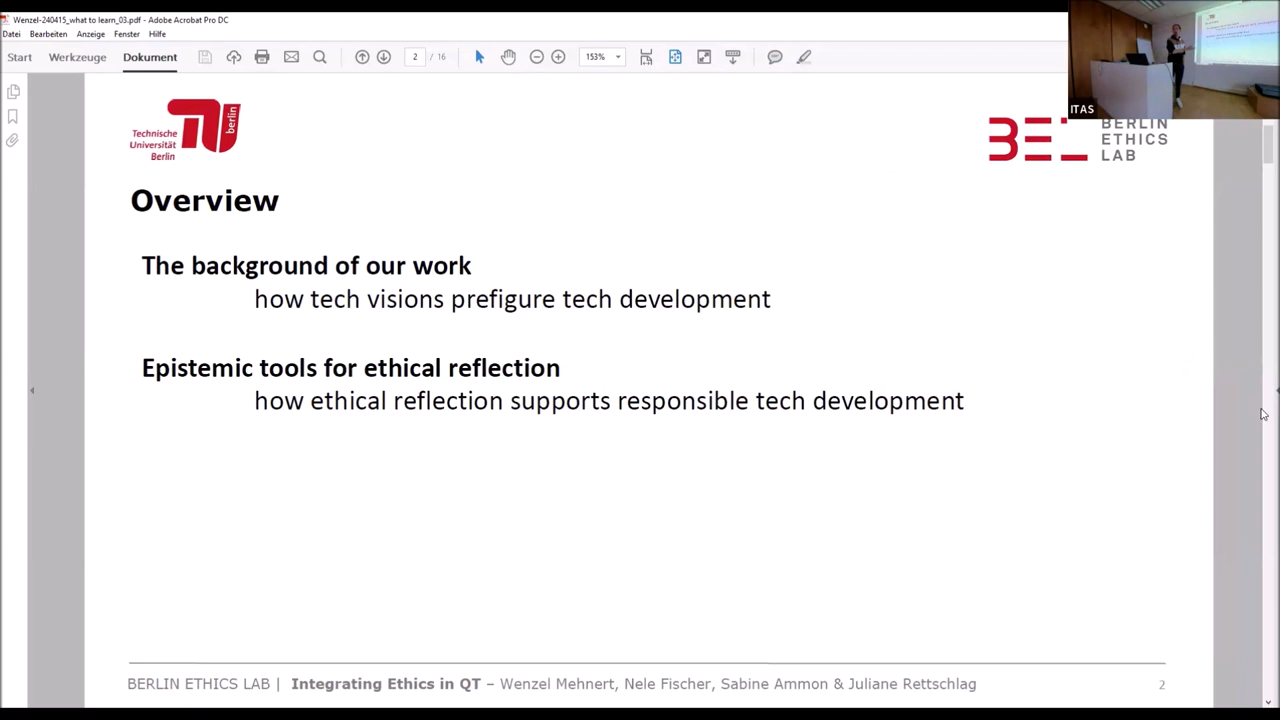 Wenzel-240415_what to learn_03.pdf - Adobe Acrobat Pro DC
Datei Bearbeiten Anzeige Fenster Hilfe
Start Werkzeuge Dokument 2 / 16 153%
ITAS
Technische
Universität
Berlin
berlin
BEL
BERLIN
ETHICS
LAB
Overview
The background of our work
how tech visions prefigure tech development
Epistemic tools for ethical reflection
how ethical reflection supports responsible tech development
BERLIN ETHICS LAB | Integrating Ethics in QT – Wenzel Mehnert, Nele Fischer, Sabine Ammon & Juliane Rettschlag 2